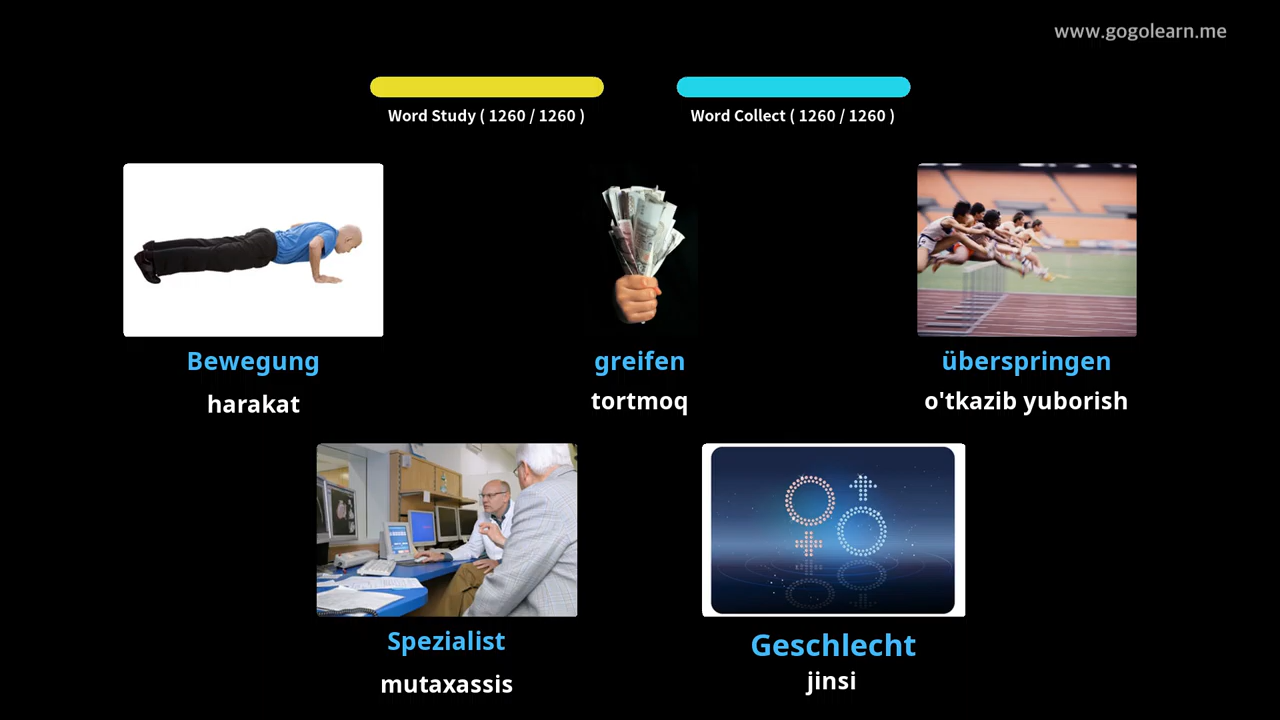 www.gogolearn.me
Word Study ( 1260 / 1260 )
Word Collect ( 1260 / 1260 )
Bewegung
harakat
greifen
tortmoq
überspringen
o'tkazib yuborish
Spezialist
mutaxassis
Geschlecht
jinsi